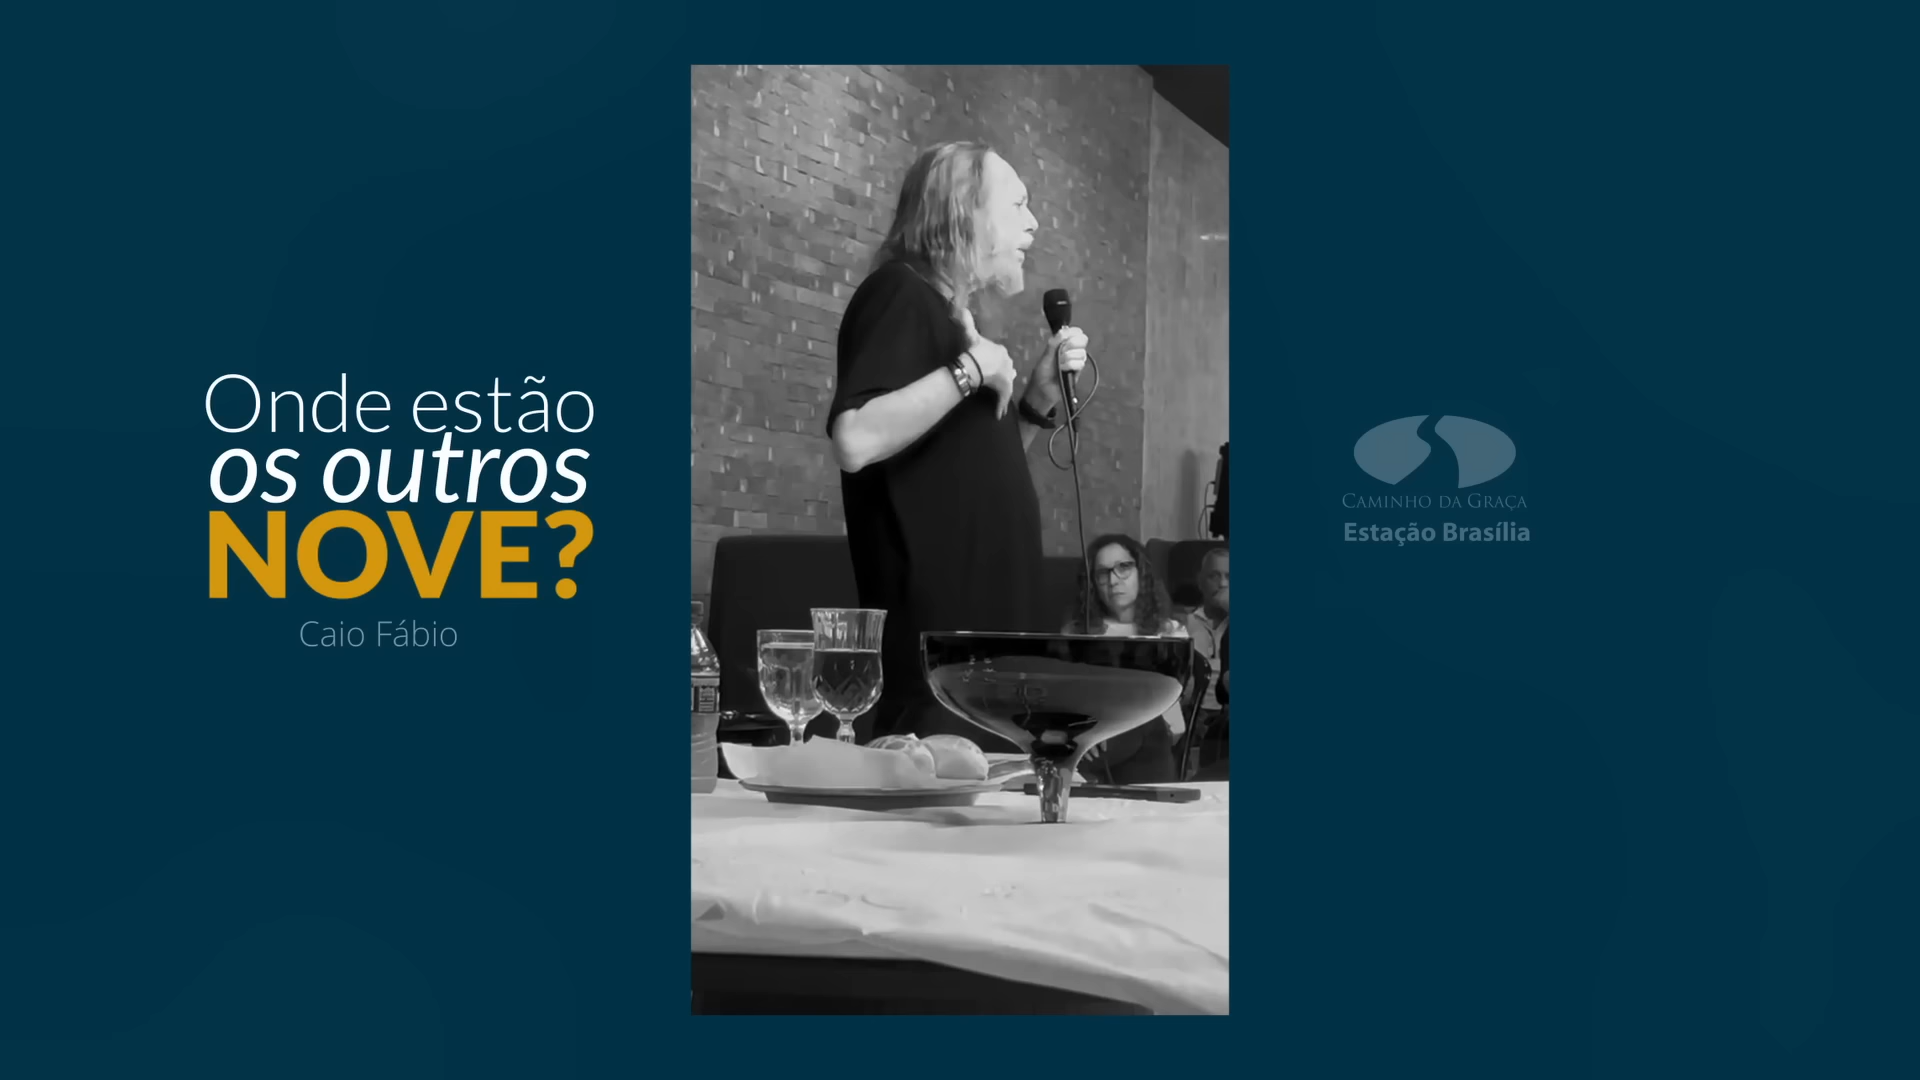 Onde estão
os outros
NOVE?
Caio Fábio
CAMINHO DA GRAÇA
Estação Brasília